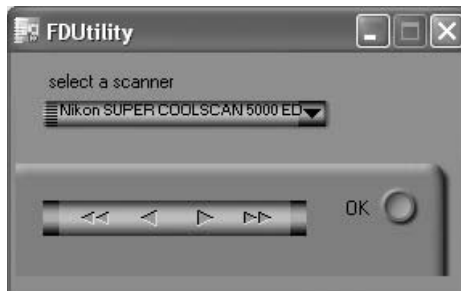 FDUtility
select a scanner
Nikon SUPER COOLSCAN 5000 ED
OK